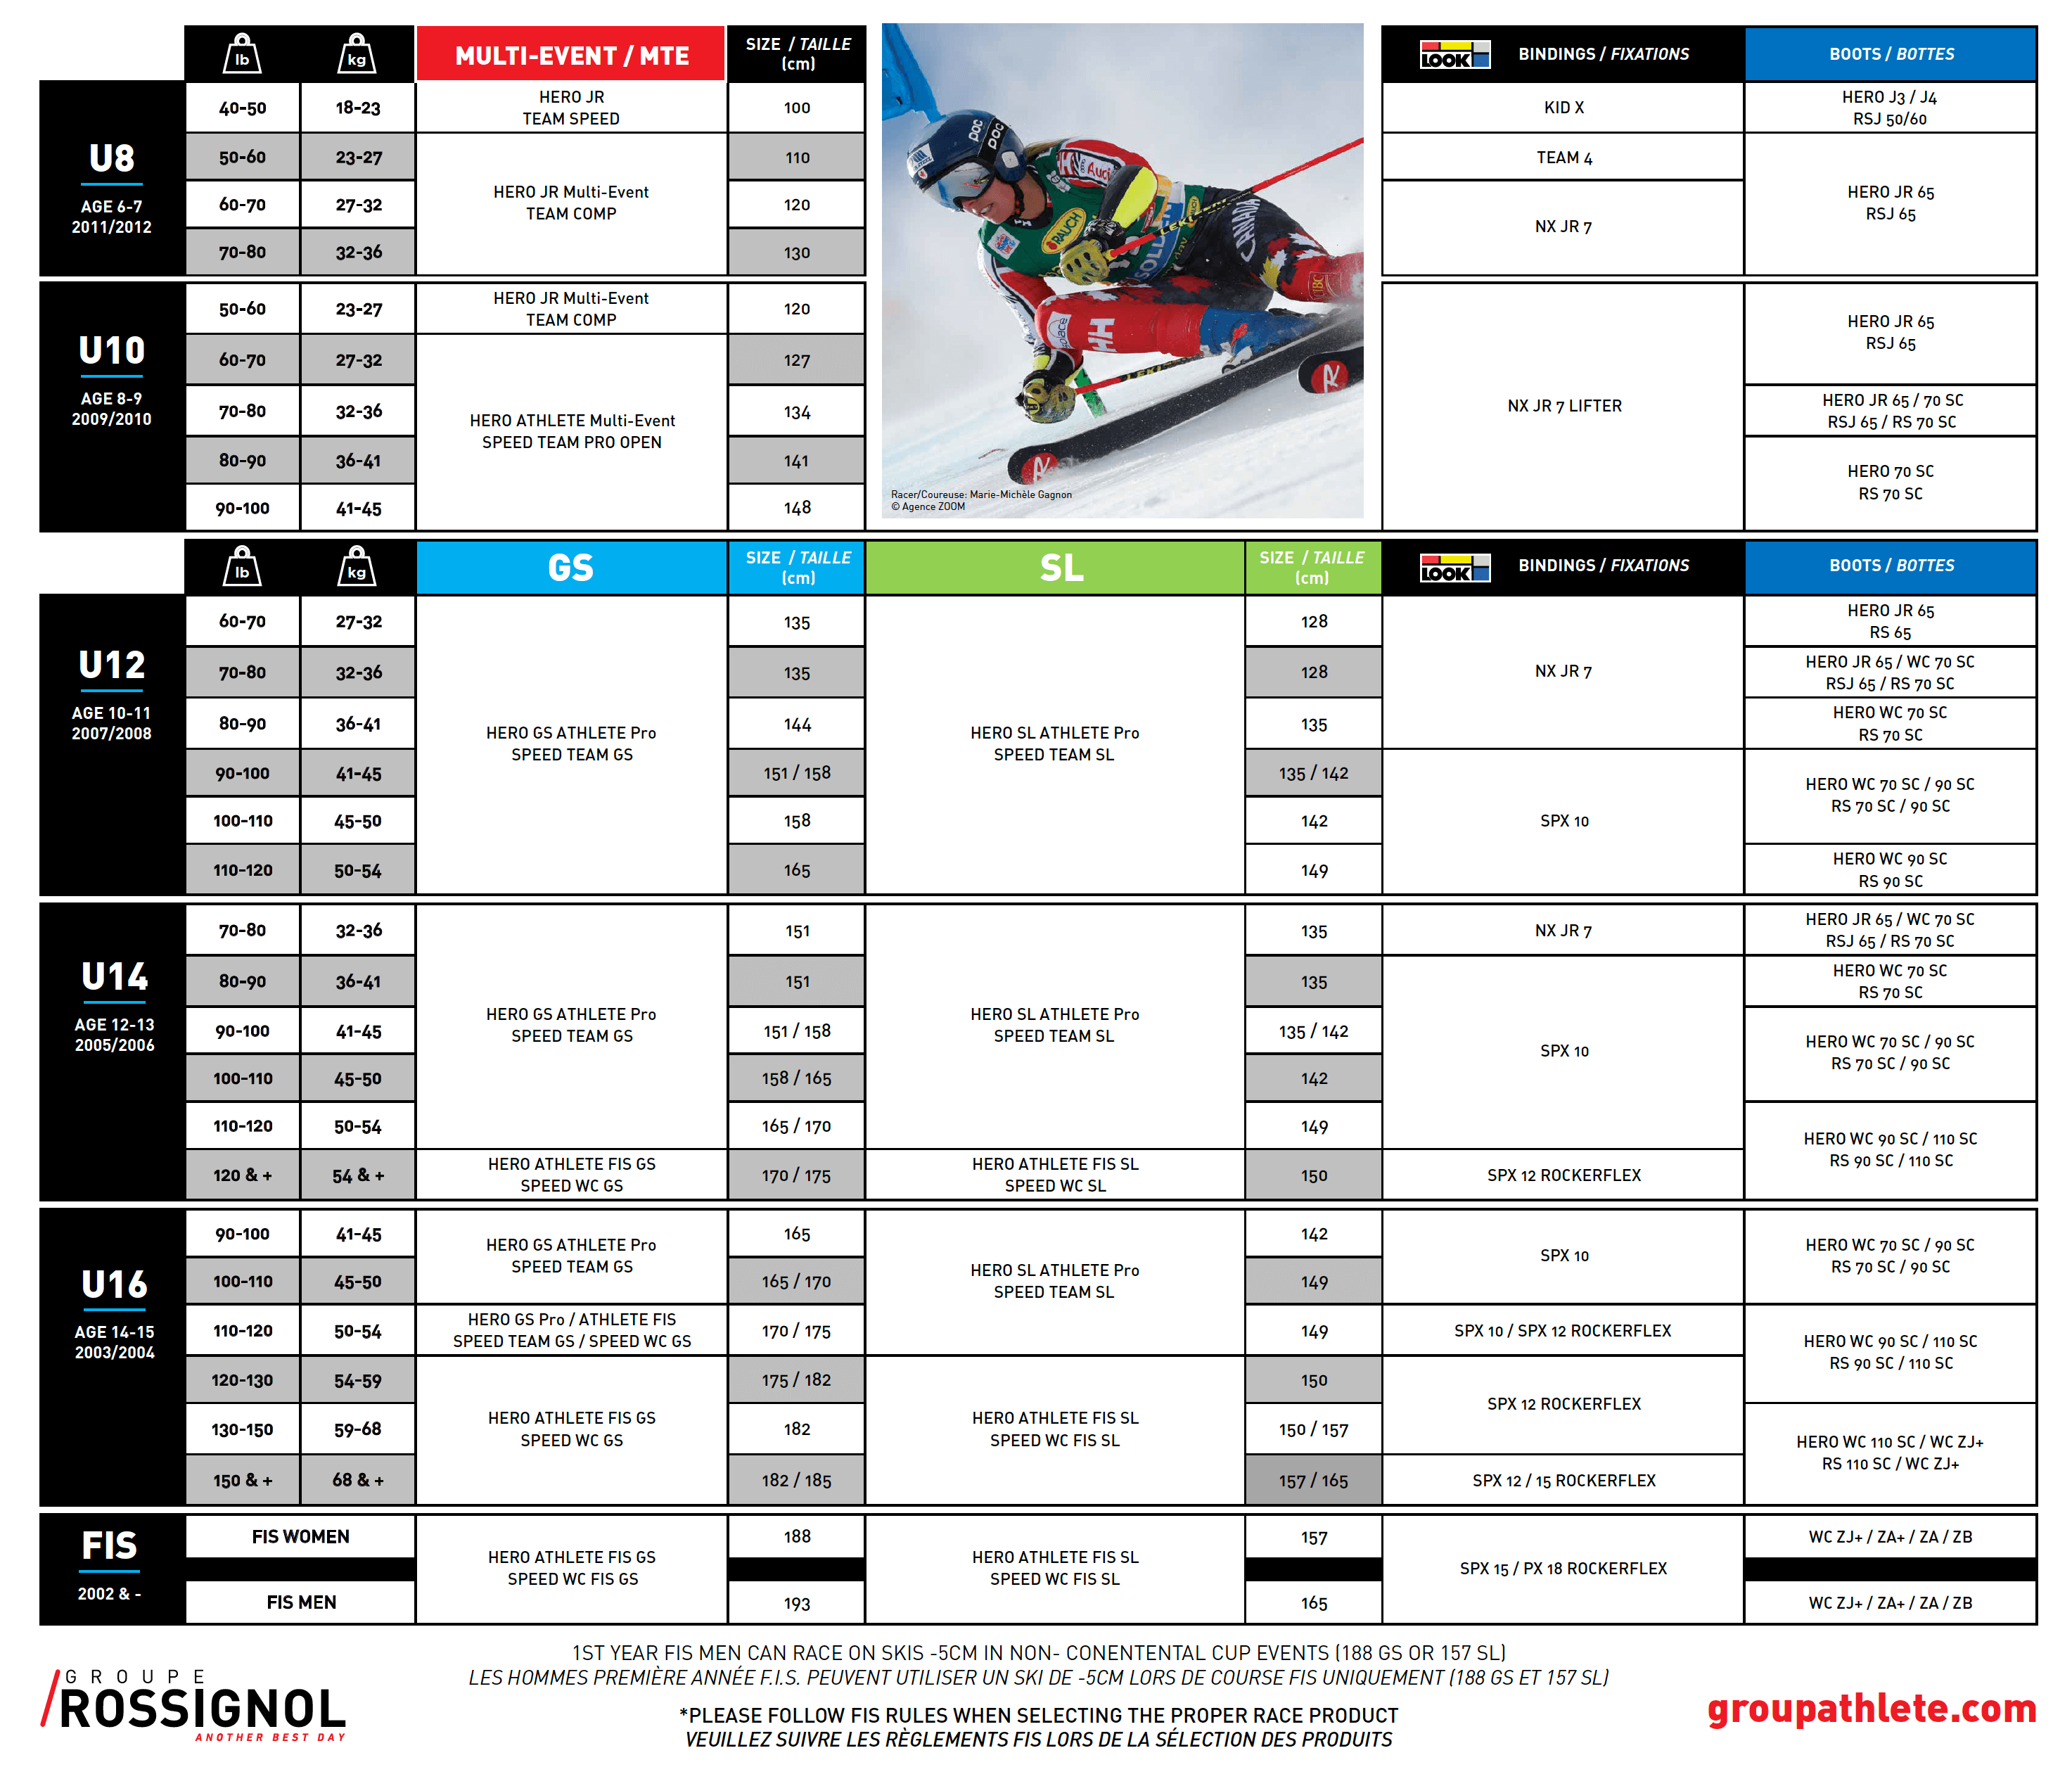 lb kg MULTI-EVENT / MTE SIZE / TAILLE (cm) LOOK BINDINGS / FIXATIONS BOOTS / BOTTES
U8
AGE 6-7
2011/2012
40-50 18-23 HERO JR TEAM SPEED 100 KID X HERO J3 / J4 RSJ 50/60
50-60 23-27 HERO JR Multi-Event TEAM COMP 110 TEAM 4 HERO JR 65 RSJ 65
60-70 27-32 120 NX JR 7
70-80 32-36 130
U10
AGE 8-9
2009/2010
50-60 23-27 HERO JR Multi-Event TEAM COMP 120 NX JR 7 LIFTER HERO JR 65 RSJ 65
60-70 27-32 HERO ATHLETE Multi-Event SPEED TEAM PRO OPEN 127
70-80 32-36 134 HERO JR 65 / 70 SC RSJ 65 / RS 70 SC
80-90 36-41 141 HERO 70 SC RS 70 SC
90-100 41-45 148
poc
poc
Audi
RAUCH
SOLDEN
LEKI
CANADA
HH
LEKI
Racer/Coureuse: Marie-Michèle Gagnon
© Agence ZOOM
lb kg GS SIZE / TAILLE (cm) SL SIZE / TAILLE (cm) LOOK BINDINGS / FIXATIONS BOOTS / BOTTES
U12
AGE 10-11
2007/2008
60-70 27-32 HERO GS ATHLETE Pro SPEED TEAM GS 135 HERO SL ATHLETE Pro SPEED TEAM SL 128 NX JR 7 HERO JR 65 RS 65
70-80 32-36 135 128 HERO JR 65 / WC 70 SC RSJ 65 / RS 70 SC
80-90 36-41 144 135 HERO WC 70 SC RS 70 SC
90-100 41-45 151 / 158 135 / 142 SPX 10 HERO WC 70 SC / 90 SC RS 70 SC / 90 SC
100-110 45-50 158 142
110-120 50-54 165 149 HERO WC 90 SC RS 90 SC
U14
AGE 12-13
2005/2006
70-80 32-36 HERO GS ATHLETE Pro SPEED TEAM GS 151 HERO SL ATHLETE Pro SPEED TEAM SL 135 NX JR 7 HERO JR 65 / WC 70 SC RSJ 65 / RS 70 SC
80-90 36-41 151 135 SPX 10 HERO WC 70 SC RS 70 SC
90-100 41-45 151 / 158 135 / 142 HERO WC 70 SC / 90 SC RS 70 SC / 90 SC
100-110 45-50 158 / 165 142
110-120 50-54 165 / 170 149 HERO WC 90 SC / 110 SC RS 90 SC / 110 SC
120 & + 54 & + HERO ATHLETE FIS GS SPEED WC GS 170 / 175 HERO ATHLETE FIS SL SPEED WC SL 150 SPX 12 ROCKERFLEX
U16
AGE 14-15
2003/2004
90-100 41-45 HERO GS ATHLETE Pro SPEED TEAM GS 165 HERO SL ATHLETE Pro SPEED TEAM SL 142 SPX 10 HERO WC 70 SC / 90 SC RS 70 SC / 90 SC
100-110 45-50 165 / 170 149
110-120 50-54 HERO GS Pro / ATHLETE FIS SPEED TEAM GS / SPEED WC GS 170 / 175 149 SPX 10 / SPX 12 ROCKERFLEX HERO WC 90 SC / 110 SC RS 90 SC / 110 SC
120-130 54-59 HERO ATHLETE FIS GS SPEED WC GS 175 / 182 HERO ATHLETE FIS SL SPEED WC FIS SL 150 SPX 12 ROCKERFLEX
130-150 59-68 182 150 / 157 HERO WC 110 SC / WC ZJ+ RS 110 SC / WC ZJ+
150 & + 68 & + 182 / 185 157 / 165 SPX 12 / 15 ROCKERFLEX
FIS
2002 & -
FIS WOMEN HERO ATHLETE FIS GS SPEED WC FIS GS 188 HERO ATHLETE FIS SL SPEED WC FIS SL 157 SPX 15 / PX 18 ROCKERFLEX WC ZJ+ / ZA+ / ZA / ZB
FIS MEN 193 165 WC ZJ+ / ZA+ / ZA / ZB
1ST YEAR FIS MEN CAN RACE ON SKIS -5CM IN NON- CONENTENTAL CUP EVENTS (188 GS OR 157 SL)
LES HOMMES PREMIÈRE ANNÉE F.I.S. PEUVENT UTILISER UN SKI DE -5CM LORS DE COURSE FIS UNIQUEMENT (188 GS ET 157 SL)
*PLEASE FOLLOW FIS RULES WHEN SELECTING THE PROPER RACE PRODUCT
VEUILLEZ SUIVRE LES RÈGLEMENTS FIS LORS DE LA SÉLECTION DES PRODUITS
GROUPE
ROSSIGNOL
ANOTHER BEST DAY
groupathlete.com